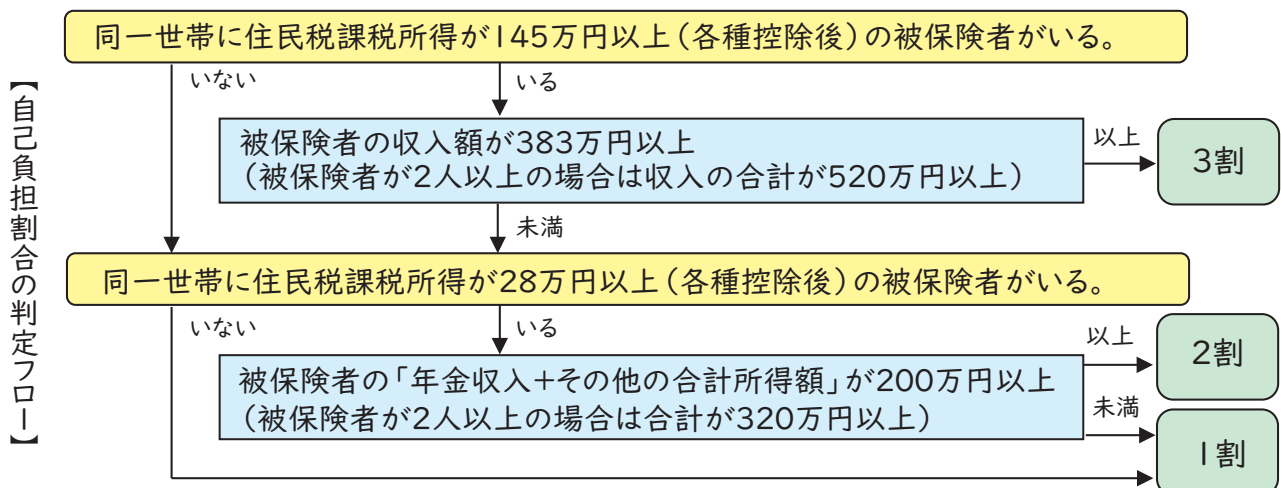 【自己負担割合の判定フロー】
同一世帯に住民税課税所得が145万円以上（各種控除後）の被保険者がいる。
いない
いる
被保険者の収入額が383万円以上
（被保険者が2人以上の場合は収入の合計が520万円以上）
以上
3割
未満
同一世帯に住民税課税所得が28万円以上（各種控除後）の被保険者がいる。
いない
いる
被保険者の「年金収入+その他の合計所得額」が200万円以上
（被保険者が2人以上の場合は合計が320万円以上）
以上
2割
未満
1割